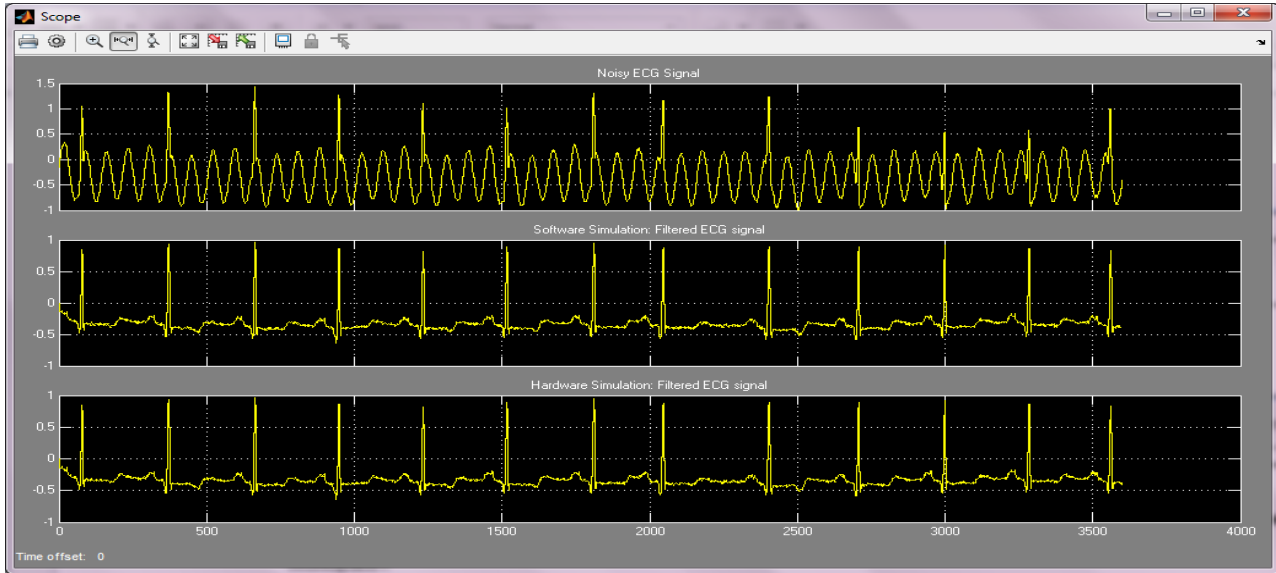 Scope
Noisy ECG Signal
1.5
1
0.5
0
-0.5
-1
Software Simulation: Filtered ECG signal
1
0.5
0
-0.5
-1
Hardware Simulation: Filtered ECG signal
1
0.5
0
-0.5
-1
0 500 1000 1500 2000 2500 3000 3500 4000
Time offset: 0